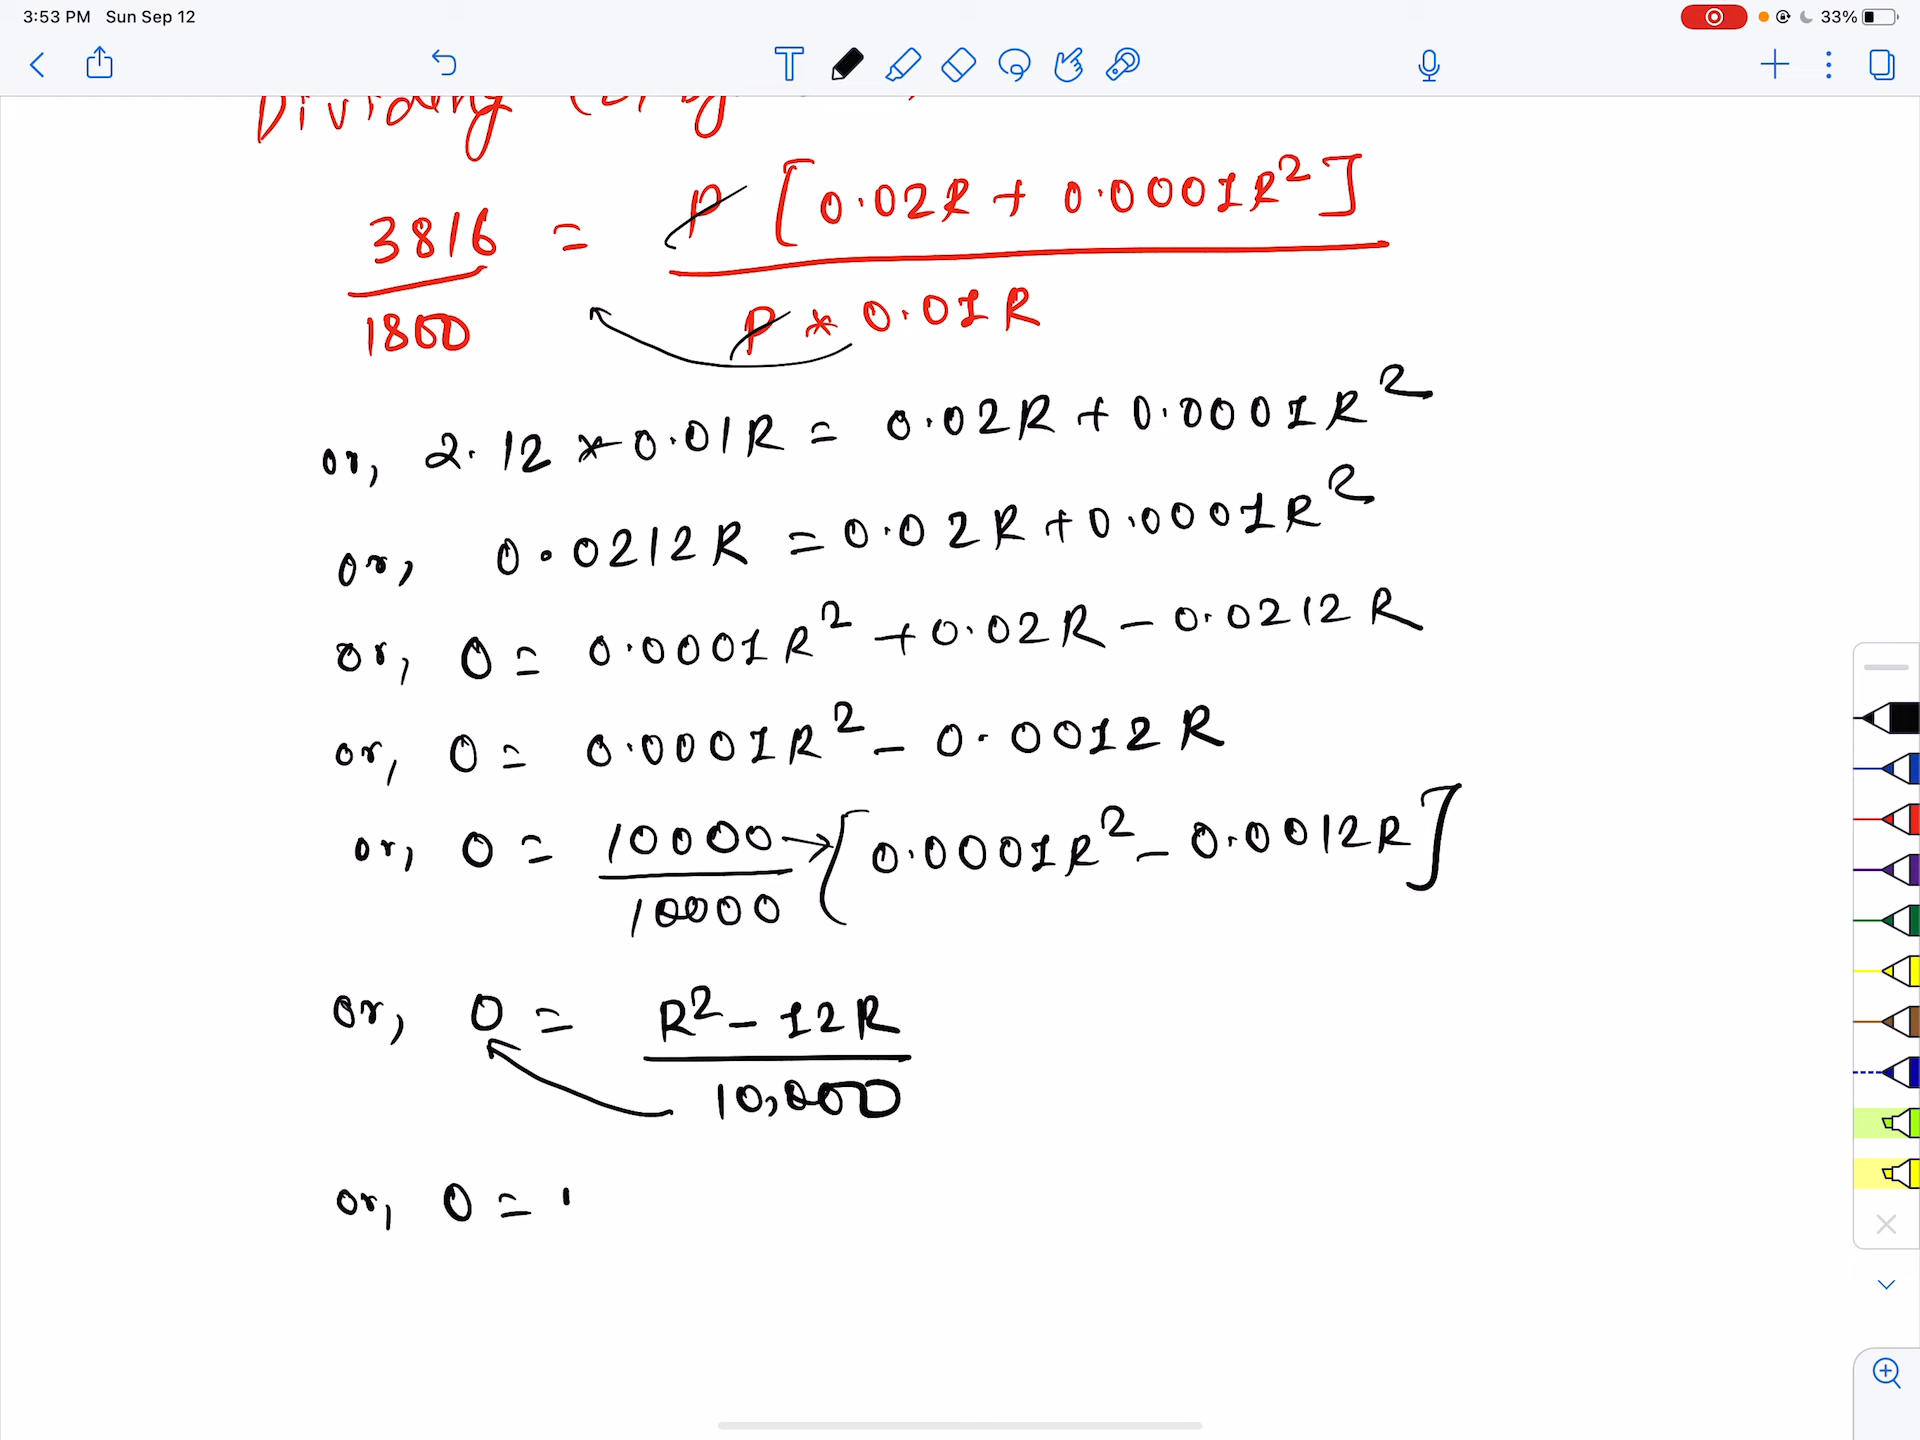 3:53 PM Sun Sep 12
33%
T
Dividing
3816 / 1800 = P [0.02R + 0.0001R²] / P * 0.01R
or, 2.12 * 0.01R = 0.02R + 0.0001R²
or, 0.0212R = 0.02R + 0.0001R²
or, 0 = 0.0001R² + 0.02R - 0.0212R
or, 0 = 0.0001R² - 0.0012R
or, 0 = 10000 / 10000 → [0.0001R² - 0.0012R]
or, 0 = R² - 12R / 10,000
or, 0 =